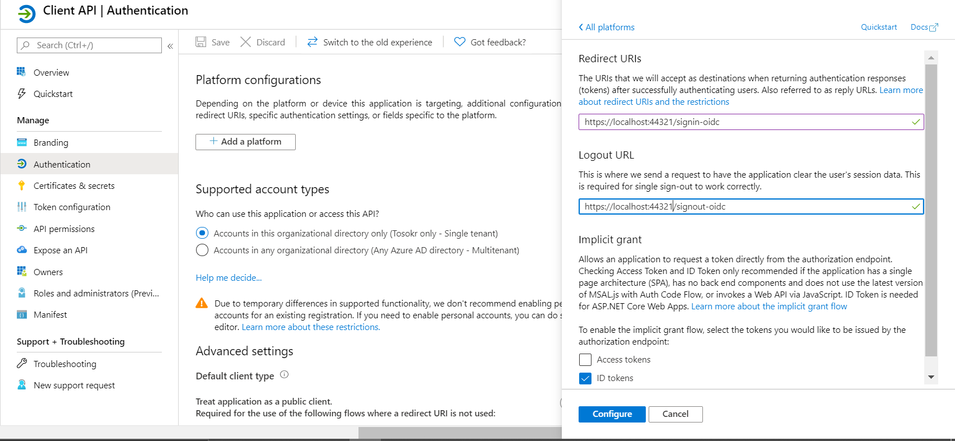 Client API | Authentication
Search (Ctrl+/)
«
Overview
Quickstart
Manage
Branding
Authentication
Certificates & secrets
Token configuration
API permissions
Expose an API
Owners
Roles and administrators (Previ...
Manifest
Support + Troubleshooting
Troubleshooting
New support request
Save
Discard
Switch to the old experience
Got feedback?
Platform configurations
Depending on the platform or device this application is targeting, additional configuration
redirect URIs, specific authentication settings, or fields specific to the platform.
+ Add a platform
Supported account types
Who can use this application or access this API?
Accounts in this organizational directory only (Tosokr only - Single tenant)
Accounts in any organizational directory (Any Azure AD directory - Multitenant)
Help me decide...
Due to temporary differences in supported functionality, we don't recommend enabling pe
accounts for an existing registration. If you need to enable personal accounts, you can do s
editor. Learn more about these restrictions.
Advanced settings
Default client type
Treat application as a public client.
Required for the use of the following flows where a redirect URI is not used:
All platforms
Quickstart
Docs
Redirect URIs
The URIs that we will accept as destinations when returning authentication responses
(tokens) after successfully authenticating users. Also referred to as reply URLs. Learn more
about redirect URIs and the restrictions
https://localhost:44321/signin-oidc
Logout URL
This is where we send a request to have the application clear the user's session data. This
is required for single sign-out to work correctly.
https://localhost:44321/signout-oidc
Implicit grant
Allows an application to request a token directly from the authorization endpoint.
Checking Access Token and ID Token only recommended if the application has a single
page architecture (SPA), has no back end components and does not use the latest version
of MSAL.js with Auth Code Flow, or invokes a Web API via JavaScript. ID Token is needed
for ASP.NET Core Web Apps. Learn more about the implicit grant flow
To enable the implicit grant flow, select the tokens you would like to be issued by the
authorization endpoint:
Access tokens
ID tokens
Configure
Cancel